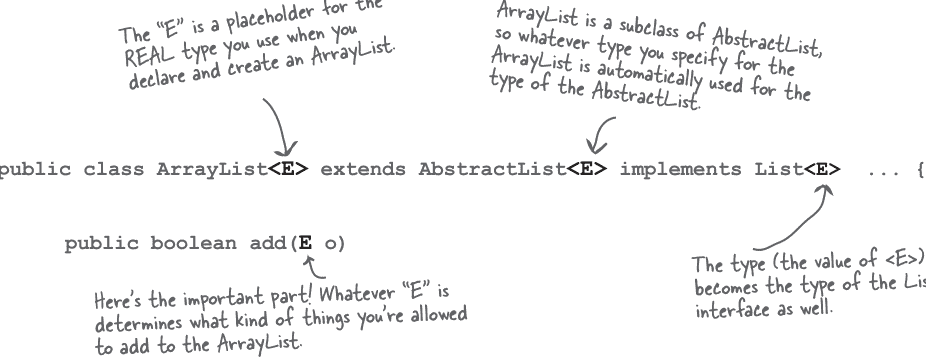 The "E" is a placeholder for the
REAL type you use when you
declare and create an ArrayList.
ArrayList is a subclass of AbstractList,
so whatever type you specify for the
ArrayList is automatically used for the
type of the AbstractList.
public class ArrayList<E> extends AbstractList<E> implements List<E> ... {
public boolean add(E o)
Here's the important part! Whatever "E" is
determines what kind of things you're allowed
to add to the ArrayList.
The type (the value of <E>)
becomes the type of the Lis
interface as well.